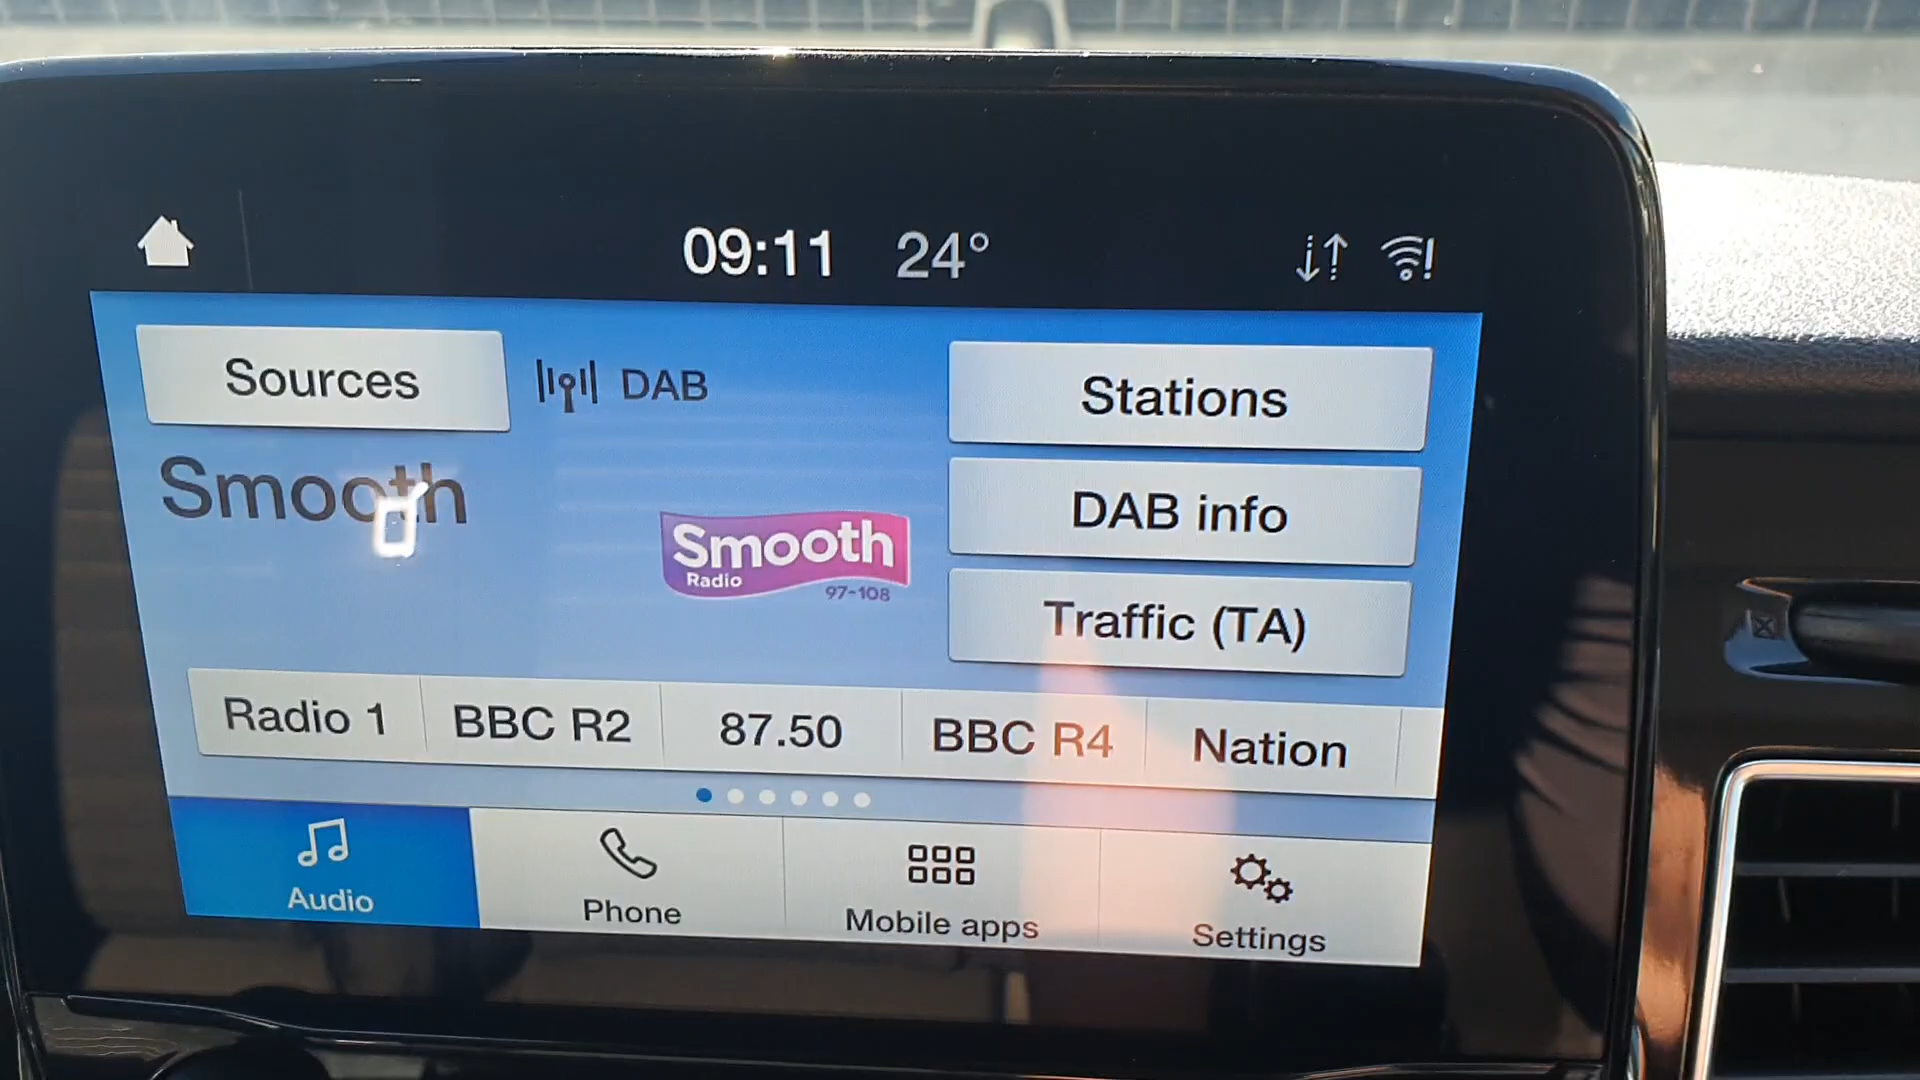 09:11 24°
Sources
DAB
Stations
Smooth
DAB info
Smooth
Radio
97-108
Traffic (TA)
Radio 1
BBC R2
87.50
BBC R4
Nation
Audio
Phone
Mobile apps
Settings